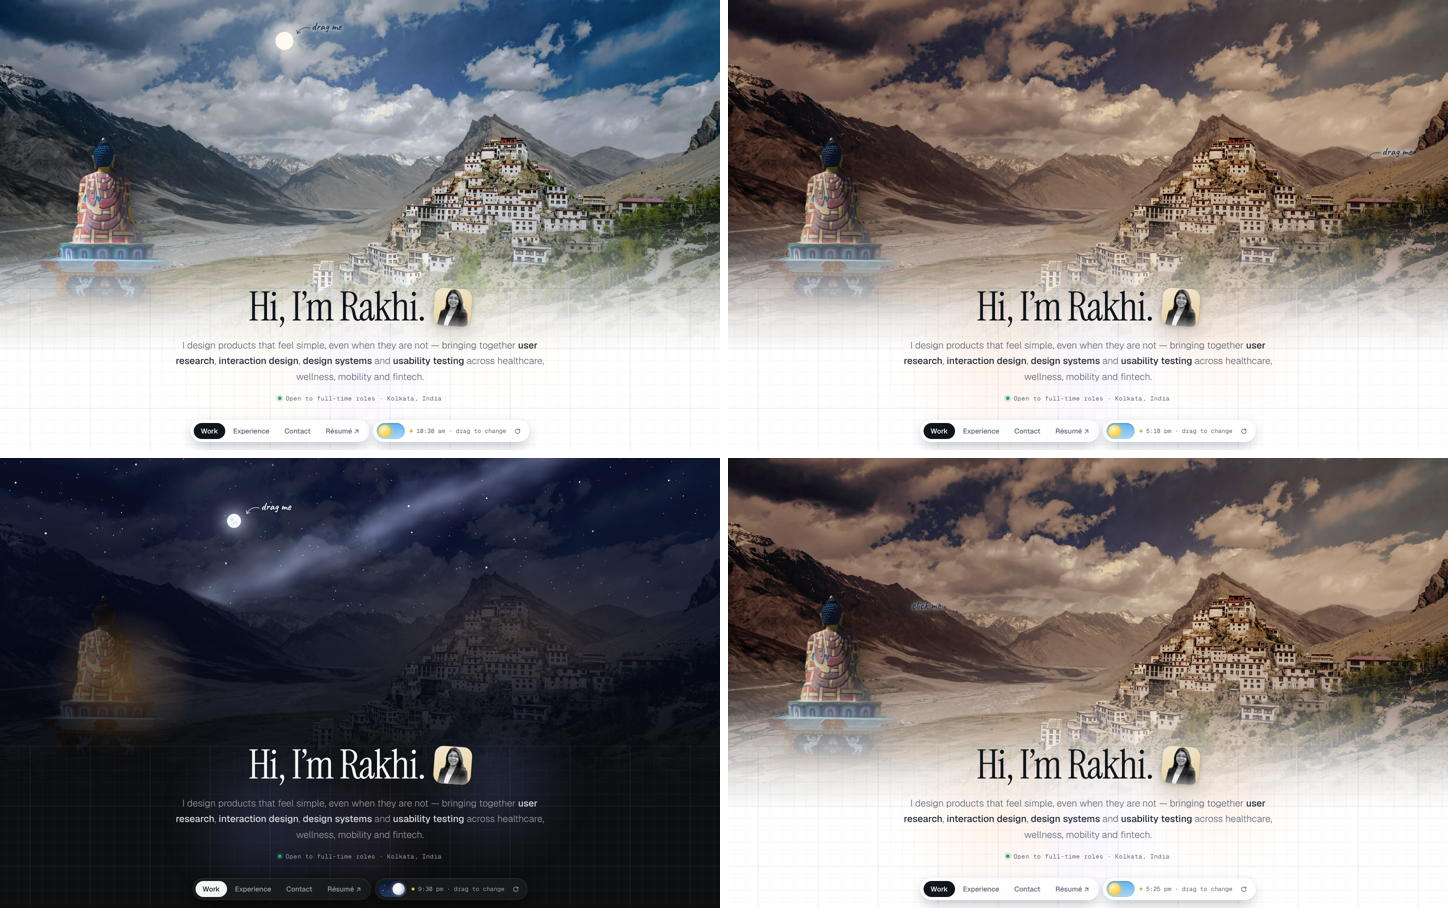 drag me
Hi, I'm Rakhi.
I design products that feel simple, even when they are not — bringing together user
research, interaction design, design systems and usability testing across healthcare,
wellness, mobility and fintech.
Open to full-time roles · Kolkata, India
Work Experience Contact Résumé ↗ 10:30 am · drag to change
drag me
Hi, I'm Rakhi.
I design products that feel simple, even when they are not — bringing together user
research, interaction design, design systems and usability testing across healthcare,
wellness, mobility and fintech.
Open to full-time roles · Kolkata, India
Work Experience Contact Résumé ↗ 5:18 pm · drag to change
drag me
Hi, I'm Rakhi.
I design products that feel simple, even when they are not — bringing together user
research, interaction design, design systems and usability testing across healthcare,
wellness, mobility and fintech.
Open to full-time roles · Kolkata, India
Work Experience Contact Résumé ↗ 9:30 pm · drag to change
click me
Hi, I'm Rakhi.
I design products that feel simple, even when they are not — bringing together user
research, interaction design, design systems and usability testing across healthcare,
wellness, mobility and fintech.
Open to full-time roles · Kolkata, India
Work Experience Contact Résumé ↗ 5:25 pm · drag to change